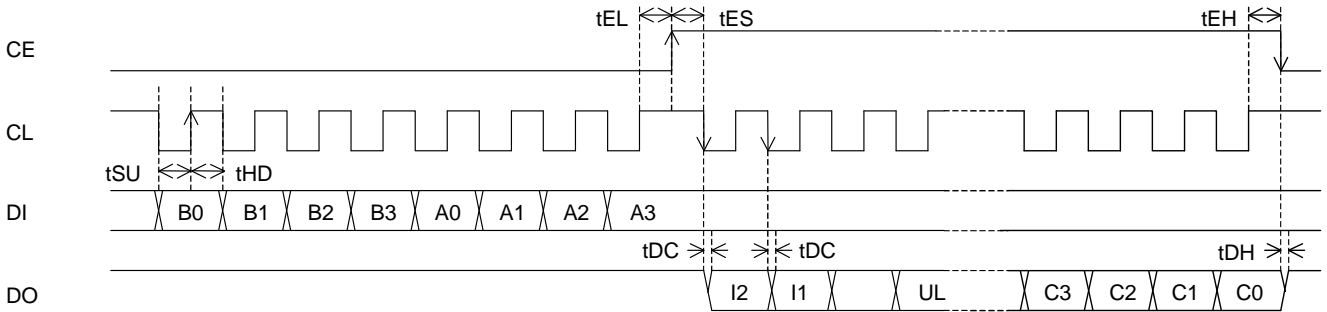 tEL tES tEH
CE
CL
tSU tHD
DI B0 B1 B2 B3 A0 A1 A2 A3
tDC tDC tDH
DO I2 I1 UL C3 C2 C1 C0